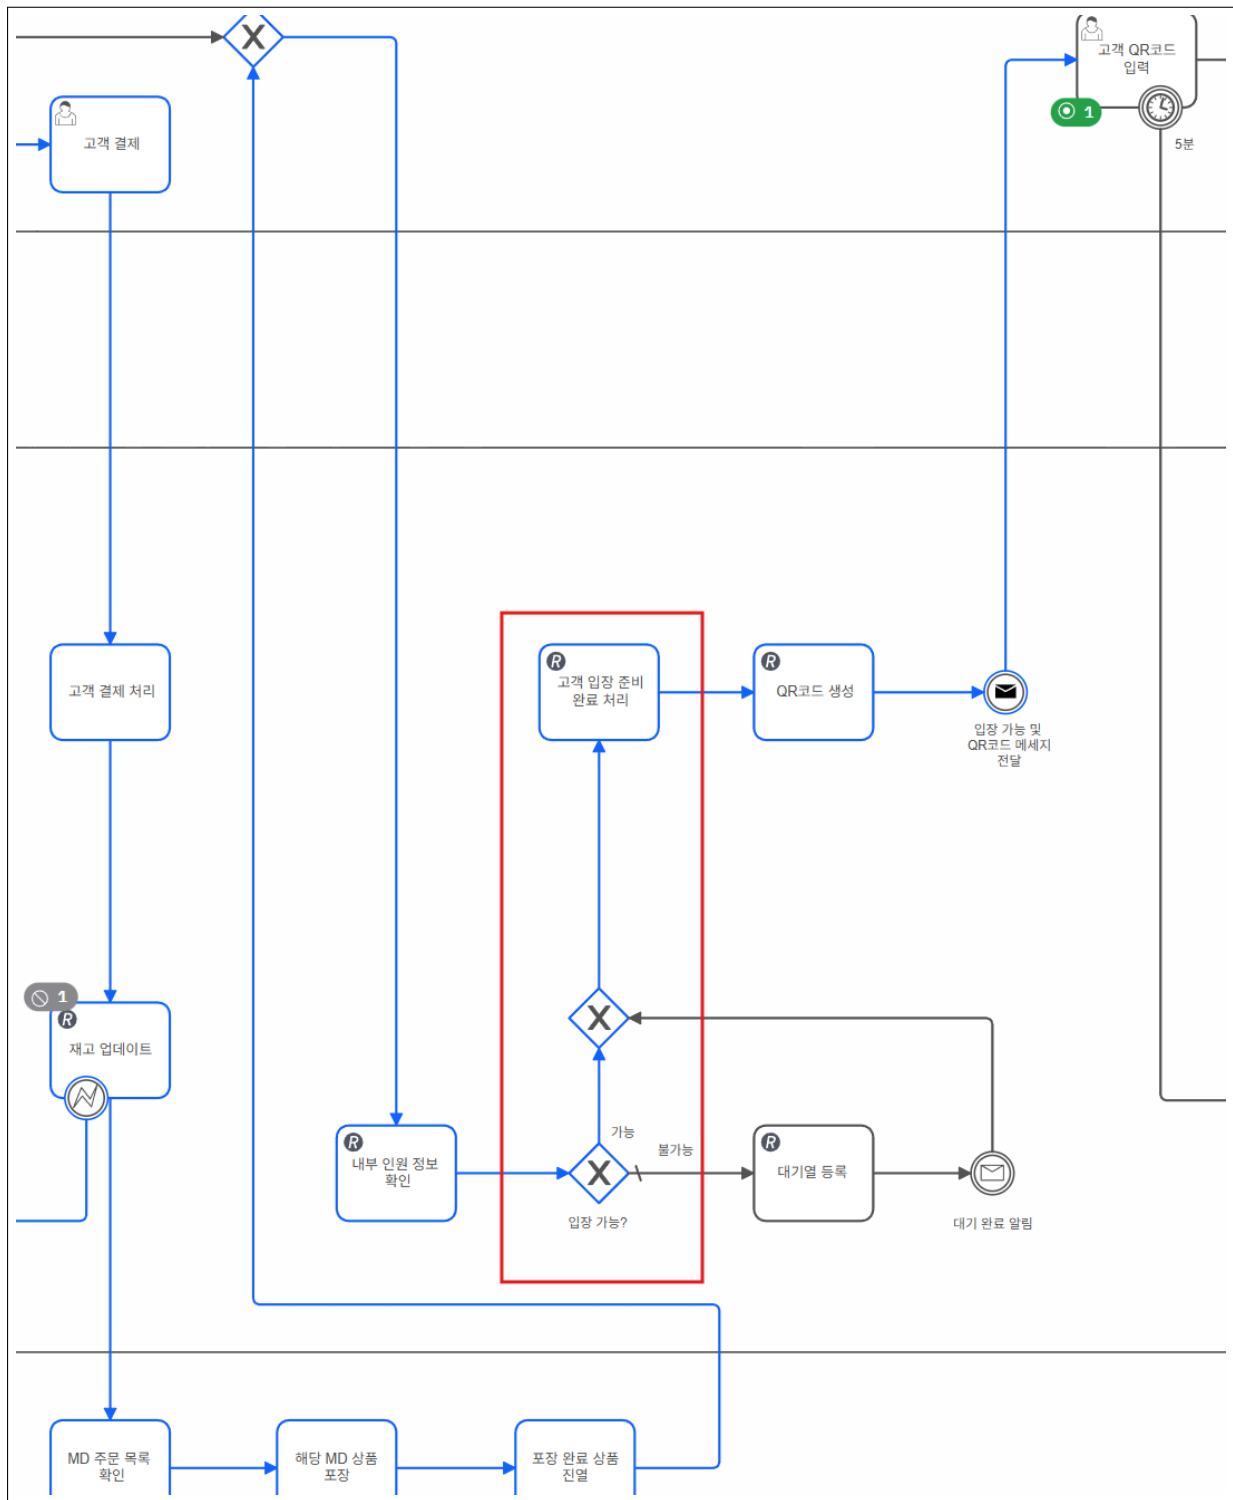 고객 QR코드
입력
1
5분
고객 결제
고객 결제 처리
R
고객 입장 준비
완료 처리
R
QR코드 생성
입장 가능 및
QR코드 메세지
전달
1
R
재고 업데이트
가능
불가능
R
내부 인원 정보
확인
입장 가능?
R
대기열 등록
대기 완료 알림
MD 주문 목록
확인
해당 MD 상품
포장
포장 완료 상품
진열